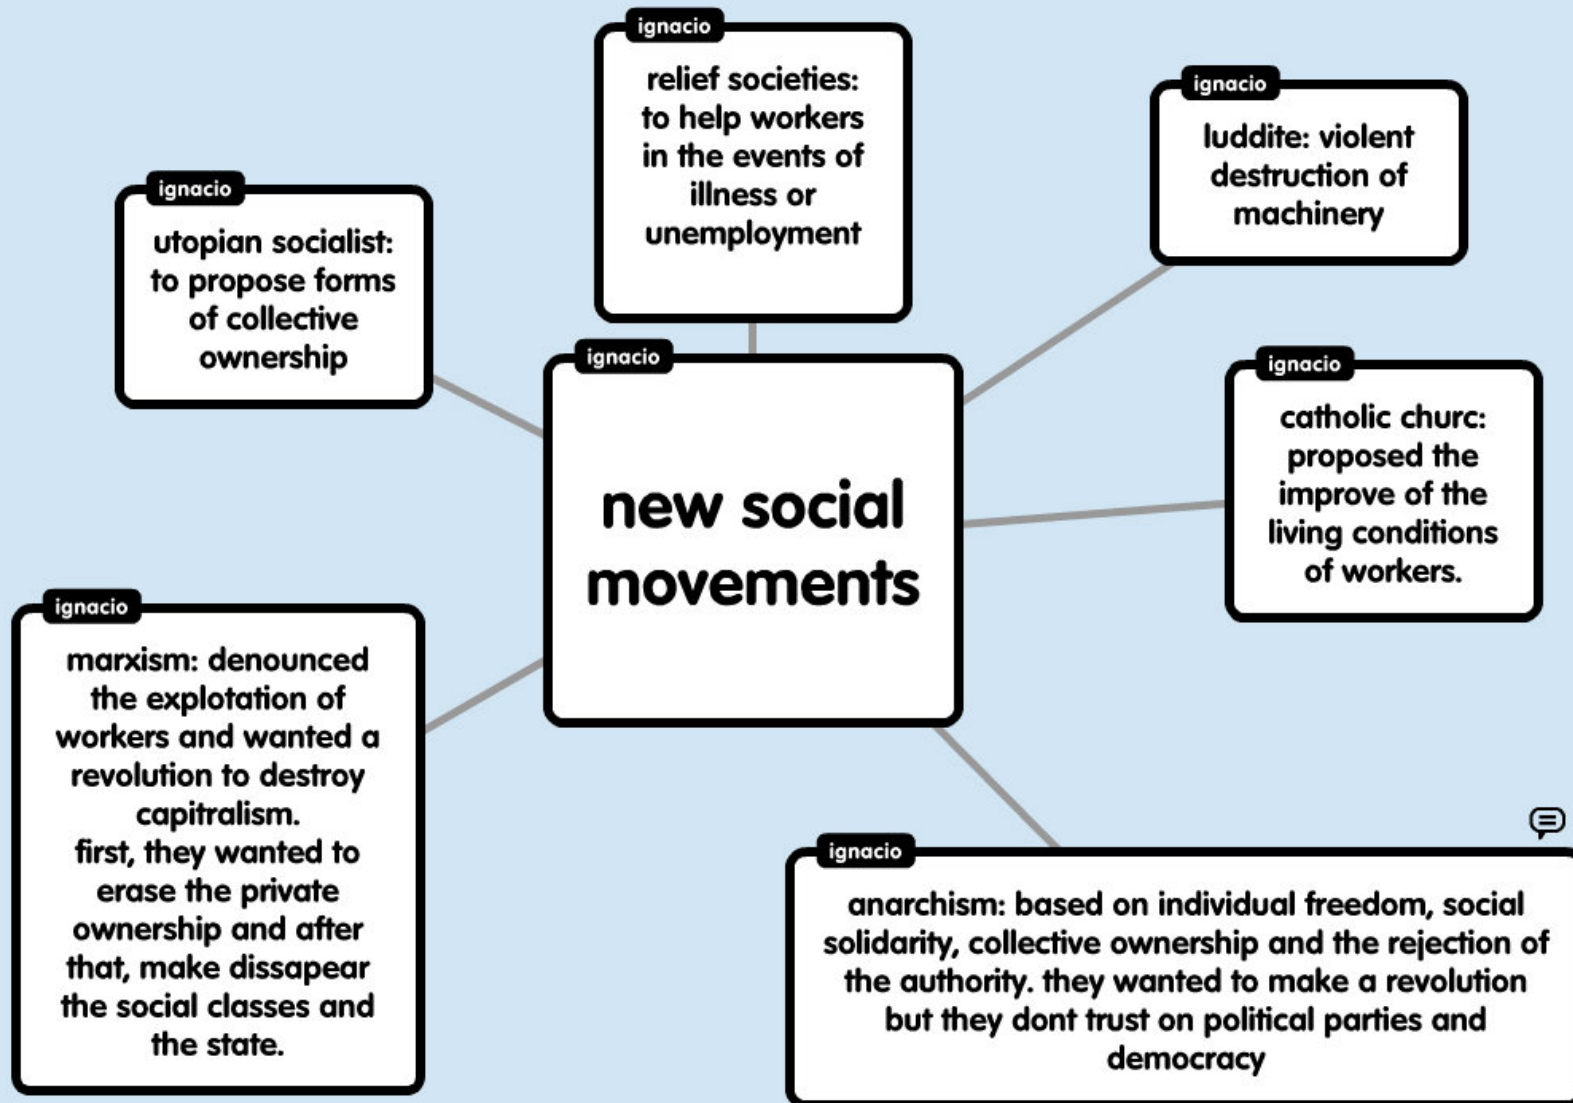 ignacio
relief societies:
to help workers
in the events of
illness or
unemployment
ignacio
luddite: violent
destruction of
machinery
ignacio
utopian socialist:
to propose forms
of collective
ownership
ignacio
new social
movements
ignacio
catholic churc:
proposed the
improve of the
living conditions
of workers.
ignacio
marxism: denounced
the explotation of
workers and wanted a
revolution to destroy
capitralism.
first, they wanted to
erase the private
ownership and after
that, make dissapear
the social classes and
the state.
ignacio
anarchism: based on individual freedom, social
solidarity, collective ownership and the rejection of
the authority. they wanted to make a revolution
but they dont trust on political parties and
democracy